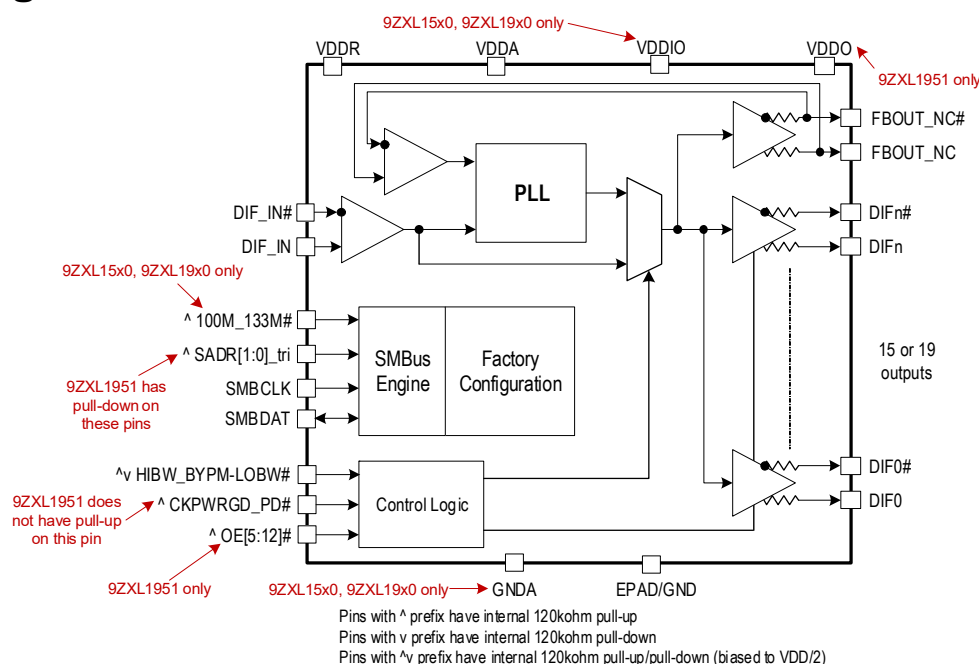 9ZXL15x0, 9ZXL19x0 only
VDDR
VDDA
VDDIO
VDDO
9ZXL1951 only
FBOUT_NC#
FBOUT_NC
PLL
DIF_IN#
DIF_IN
DIFn#
DIFn
9ZXL15x0, 9ZXL19x0 only
^ 100M_133M#
^ SADR[1:0]_tri
SMBCLK
SMBDAT
9ZXL1951 has
pull-down on
these pins
SMBus
Engine
Factory
Configuration
15 or 19
outputs
^v HIBW_BYPM-LOBW#
^ CKPWRGD_PD#
^ OE[5:12]#
9ZXL1951 does
not have pull-up
on this pin
9ZXL1951 only
Control Logic
DIF0#
DIF0
9ZXL15x0, 9ZXL19x0 only
GNDA
EPAD/GND
Pins with ^ prefix have internal 120kohm pull-up
Pins with v prefix have internal 120kohm pull-down
Pins with ^v prefix have internal 120kohm pull-up/pull-down (biased to VDD/2)